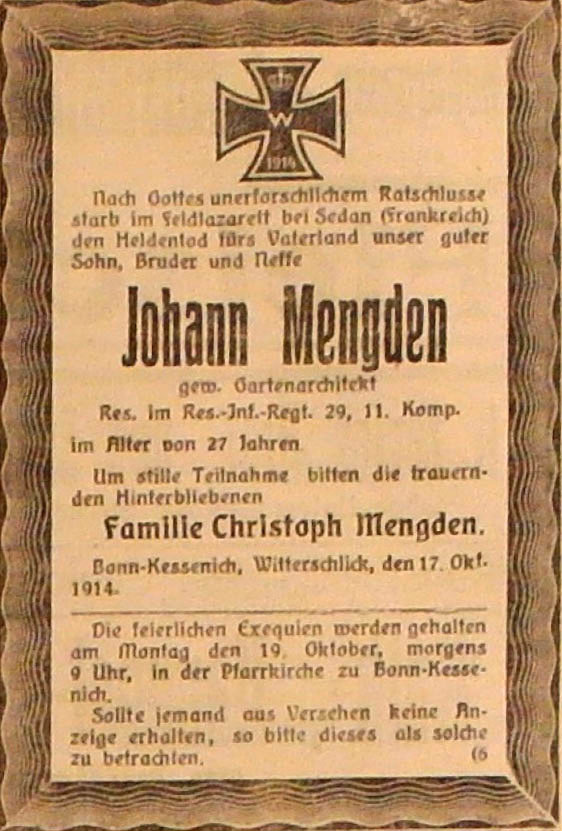 W
1914
Nach Gottes unerforschlichem Ratschlusse
starb im Feldlazarett bei Sedan (Frankreich)
den Heldentod fürs Vaterland unser guter
Sohn, Bruder und Neffe
Johann Mengden
gew. Gartenarchitekt
Res. im Res.-Inf.-Regt. 29, 11. Komp.
im Alter von 27 Jahren.
Um stille Teilnahme bitten die trauern-
den Hinterbliebenen
Familie Christoph Mengden.
Bonn-Kessenich, Witterschlick, den 17. Okt.
1914.
Die feierlichen Exequien werden gehalten
am Montag den 19. Oktober, morgens
9 Uhr, in der Pfarrkirche zu Bonn-Kesse-
nich.
Sollte jemand aus Versehen keine An-
zeige erhalten, so bitte dieses als solche
zu betrachten. (6